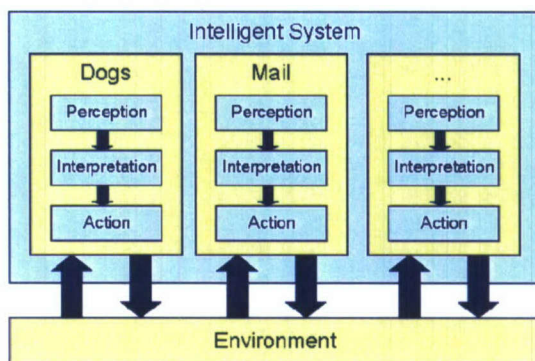 Intelligent System
Dogs
Perception
Interpretation
Action
Mail
Perception
Interpretation
Action
...
Perception
Interpretation
Action
Environment